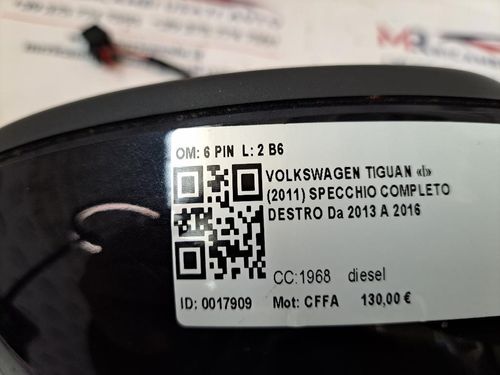 OM: 6 PIN L: 2 B6
VOLKSWAGEN TIGUAN «I»
(2011) SPECCHIO COMPLETO
DESTRO Da 2013 A 2016
CC:1968 diesel
ID: 0017909 Mot: CFFA 130,00 €